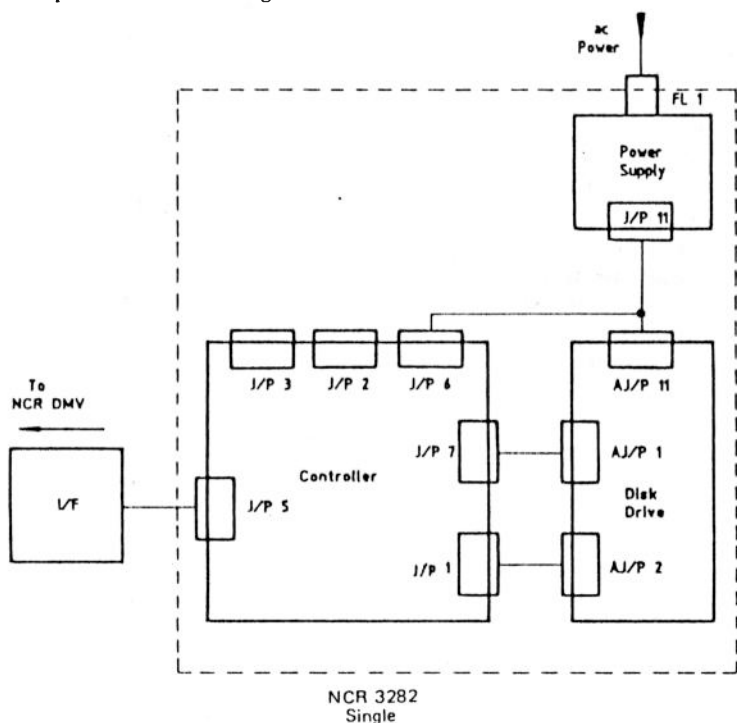 ac
Power
FL 1
Power
Supply
J/P 11
J/P 3
J/P 2
J/P 6
AJ/P 11
To
NCR DMV
J/P 7
AJ/P 1
Controller
I/F
J/P 5
Disk
Drive
J/P 1
AJ/P 2
NCR 3282
Single